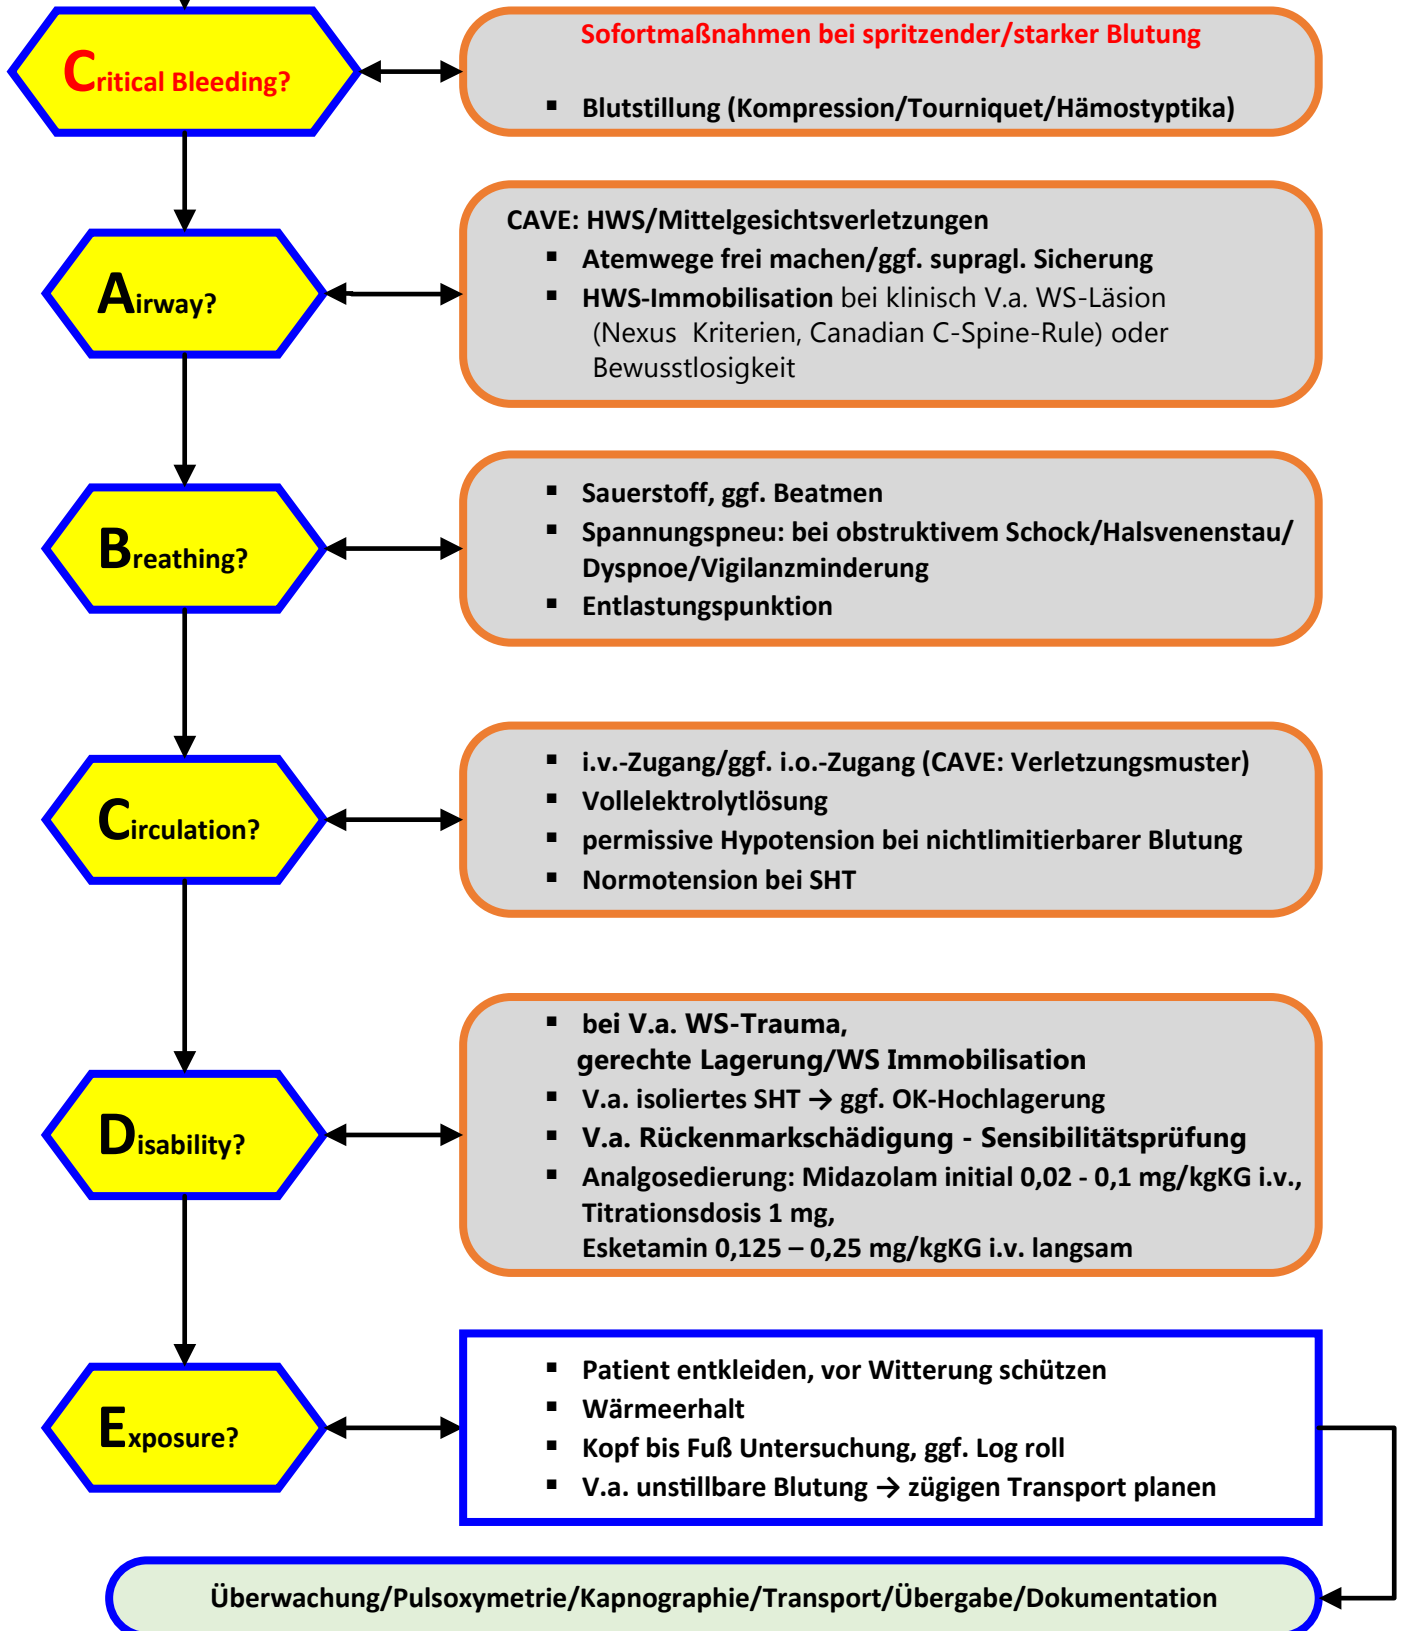 Critical Bleeding?
Sofortmaßnahmen bei spritzender/starker Blutung
▪ Blutstillung (Kompression/Tourniquet/Hämostyptika)
Airway?
CAVE: HWS/Mittelgesichtsverletzungen
▪ Atemwege frei machen/ggf. supragl. Sicherung
▪ HWS-Immobilisation bei klinisch V.a. WS-Läsion
(Nexus Kriterien, Canadian C-Spine-Rule) oder
Bewusstlosigkeit
Breathing?
▪ Sauerstoff, ggf. Beatmen
▪ Spannungspneu: bei obstruktivem Schock/Halsvenenstau/
Dyspnoe/Vigilanzminderung
▪ Entlastungspunktion
Circulation?
▪ i.v.-Zugang/ggf. i.o.-Zugang (CAVE: Verletzungsmuster)
▪ Vollelektrolytlösung
▪ permissive Hypotension bei nichtlimitierbarer Blutung
▪ Normotension bei SHT
Disability?
▪ bei V.a. WS-Trauma,
gerechte Lagerung/WS Immobilisation
▪ V.a. isoliertes SHT → ggf. OK-Hochlagerung
▪ V.a. Rückenmarkschädigung - Sensibilitätsprüfung
▪ Analgosedierung: Midazolam initial 0,02 - 0,1 mg/kgKG i.v.,
Titrationsdosis 1 mg,
Esketamin 0,125 – 0,25 mg/kgKG i.v. langsam
Exposure?
▪ Patient entkleiden, vor Witterung schützen
▪ Wärmeerhalt
▪ Kopf bis Fuß Untersuchung, ggf. Log roll
▪ V.a. unstillbare Blutung → zügigen Transport planen
Überwachung/Pulsoxymetrie/Kapnographie/Transport/Übergabe/Dokumentation